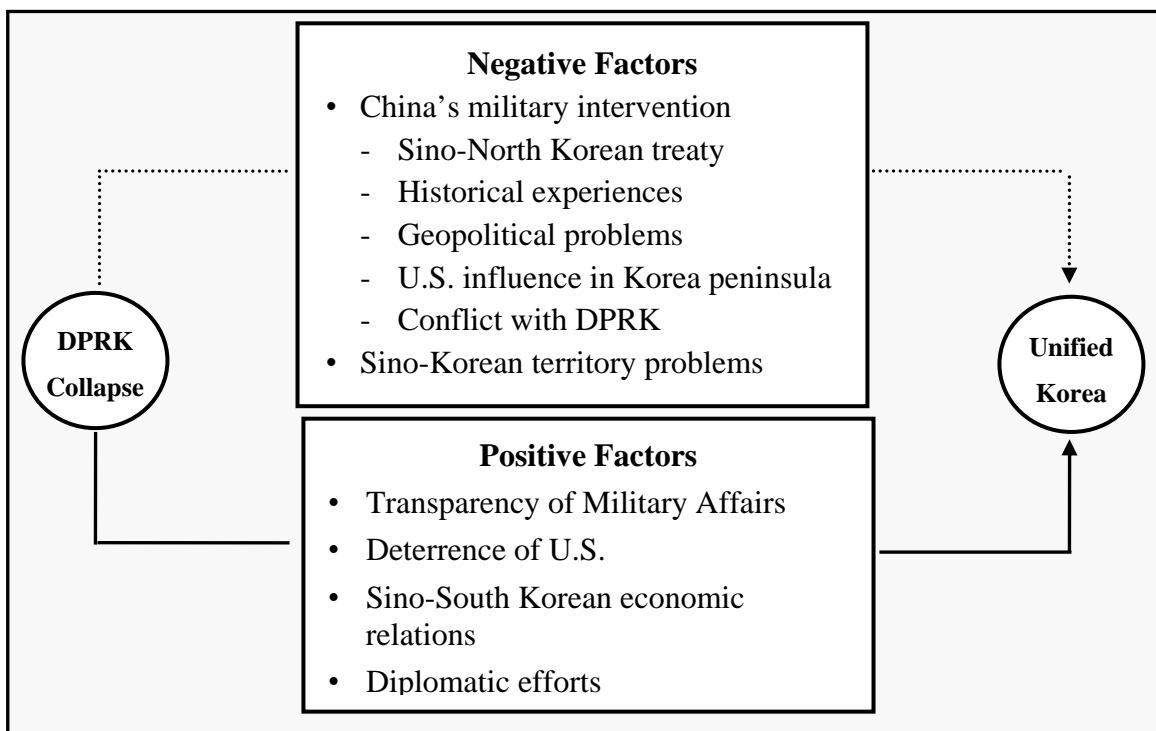 Negative Factors
• China’s military intervention
- Sino-North Korean treaty
- Historical experiences
- Geopolitical problems
- U.S. influence in Korea peninsula
- Conflict with DPRK
• Sino-Korean territory problems
DPRK
Collapse
Unified
Korea
Positive Factors
• Transparency of Military Affairs
• Deterrence of U.S.
• Sino-South Korean economic
relations
• Diplomatic efforts